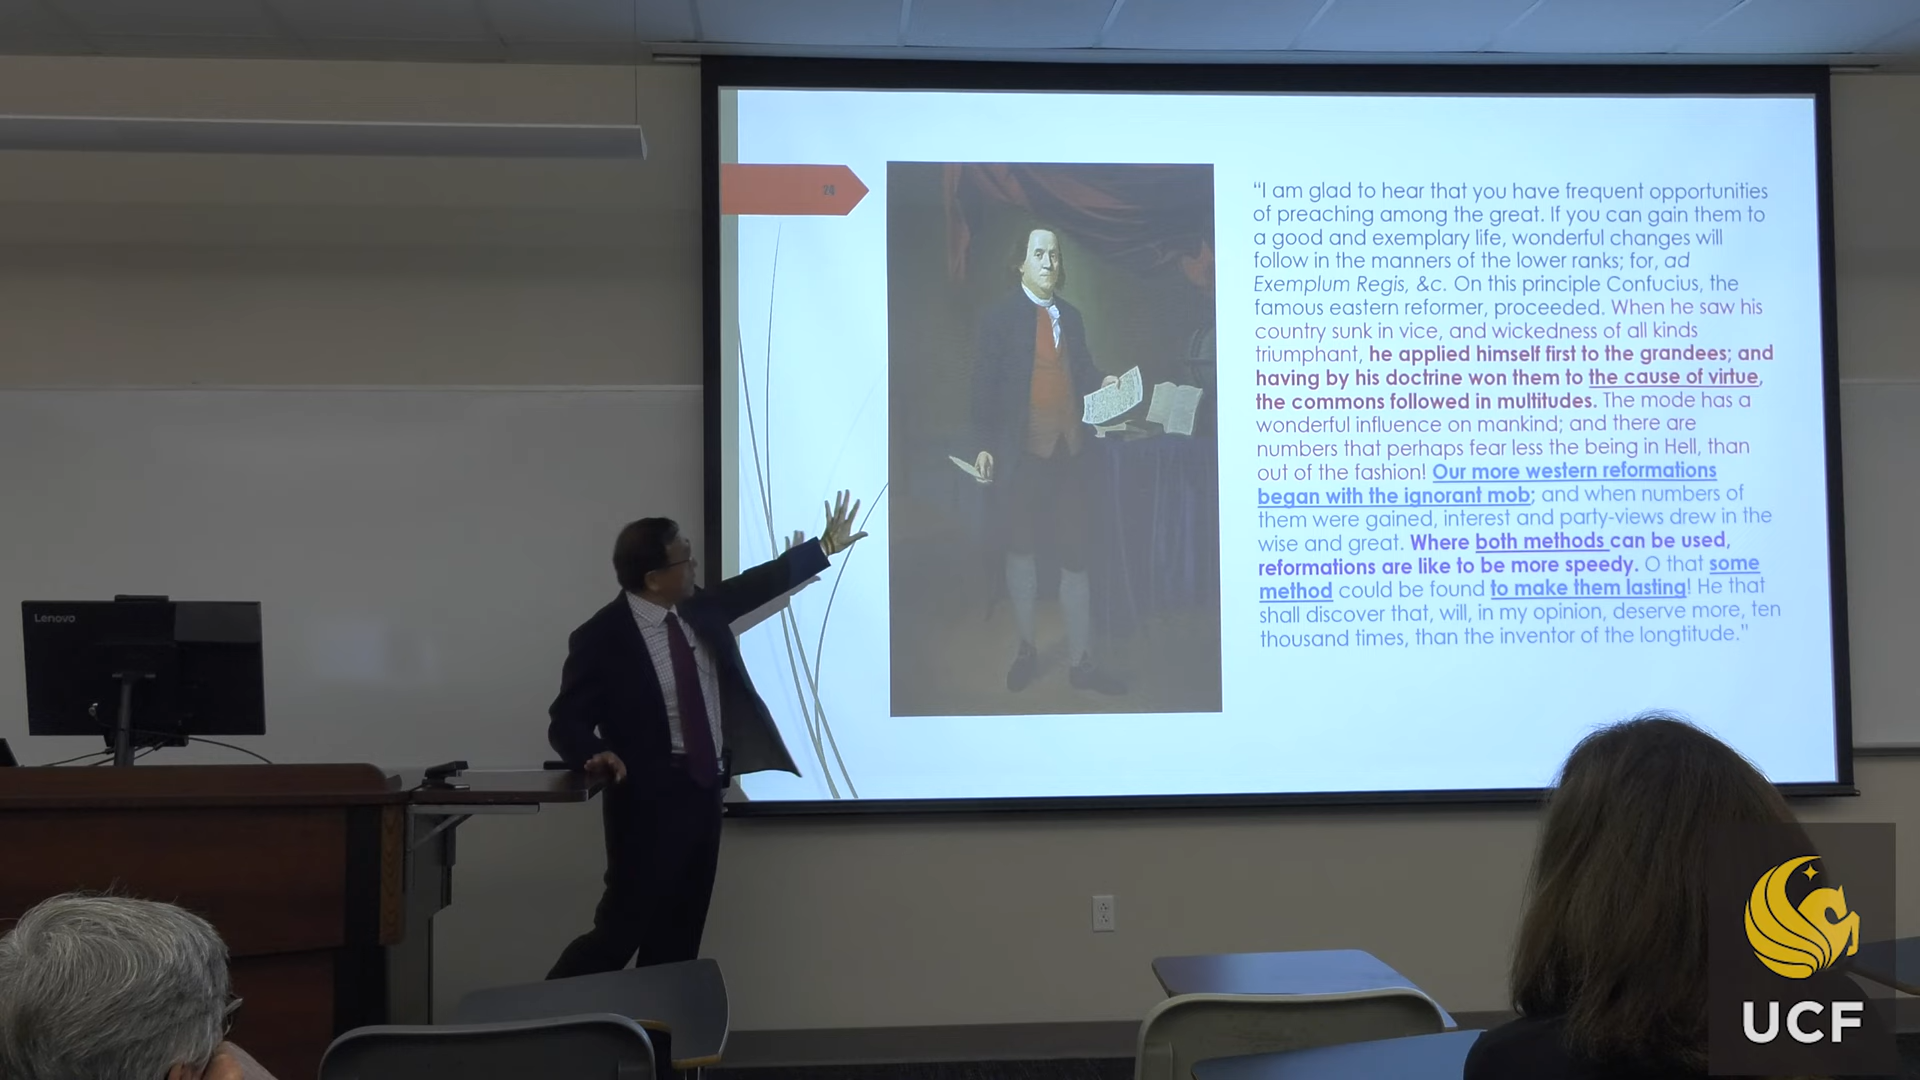 24
“I am glad to hear that you have frequent opportunities
of preaching among the great. If you can gain them to
a good and exemplary life, wonderful changes will
follow in the manners of the lower ranks; for, ad
Exemplum Regis, &c. On this principle Confucius, the
famous eastern reformer, proceeded. When he saw his
country sunk in vice, and wickedness of all kinds
triumphant, he applied himself first to the grandees; and
having by his doctrine won them to the cause of virtue,
the commons followed in multitudes. The mode has a
wonderful influence on mankind; and there are
numbers that perhaps fear less the being in Hell, than
out of the fashion! Our more western reformations
began with the ignorant mob; and when numbers of
them were gained, interest and party-views drew in the
wise and great. Where both methods can be used,
reformations are like to be more speedy. O that some
method could be found to make them lasting! He that
shall discover that, will, in my opinion, deserve more, ten
thousand times, than the inventor of the longtitude.”
Lenovo
UCF